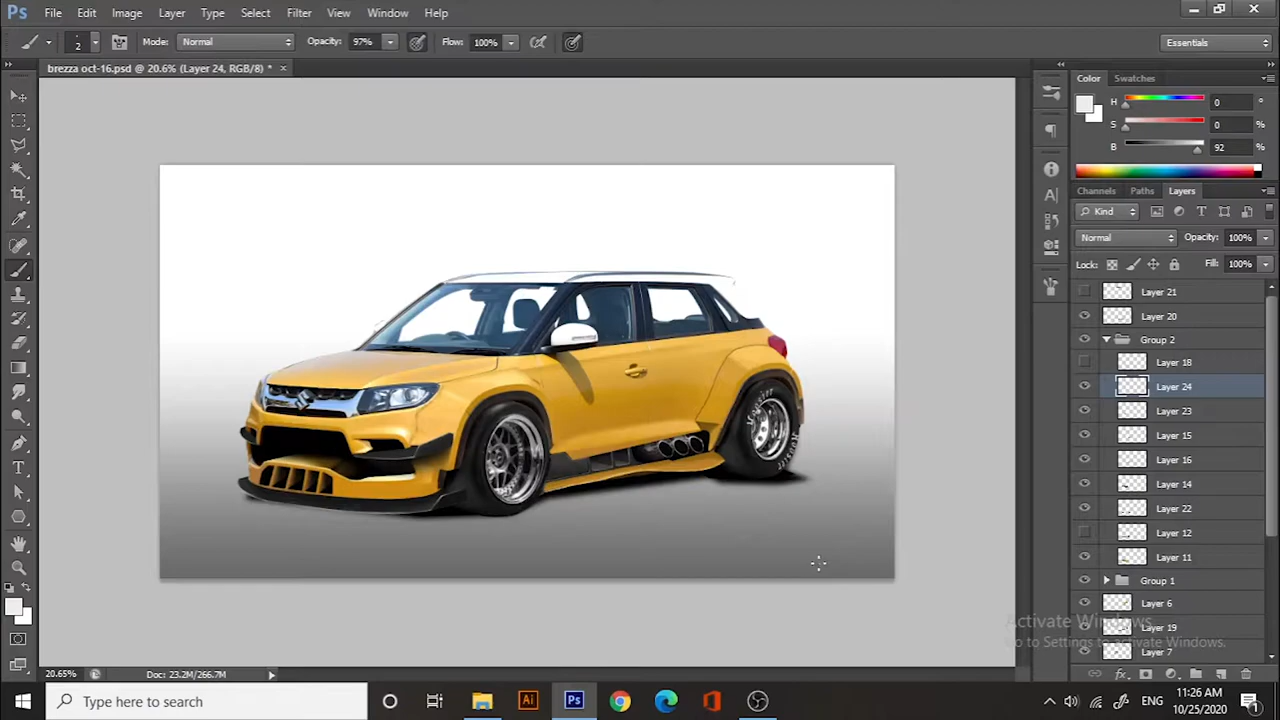 Ps File Edit Image Layer Type Select Filter View Window Help
2 Mode: Normal Opacity: 97% Flow: 100% Essentials
brezza oct-16.psd @ 20.6% (Layer 24, RGB/8) * ×
Color Swatches
H 0 °
S 0 %
B 92 %
Channels Paths Layers
Kind
Normal Opacity: 100%
Lock: Fill: 100%
Layer 21
Layer 20
Group 2
Layer 18
Layer 24
Layer 23
Layer 15
Layer 16
Layer 14
Layer 22
Layer 12
Layer 11
Group 1
Layer 6
Layer 19
Layer 7
Activate Windows
Go to Settings to activate Windows.
20.65% Doc: 23.2M/266.7M
Type here to search
Ai Ps
ENG
11:26 AM
10/25/2020
1